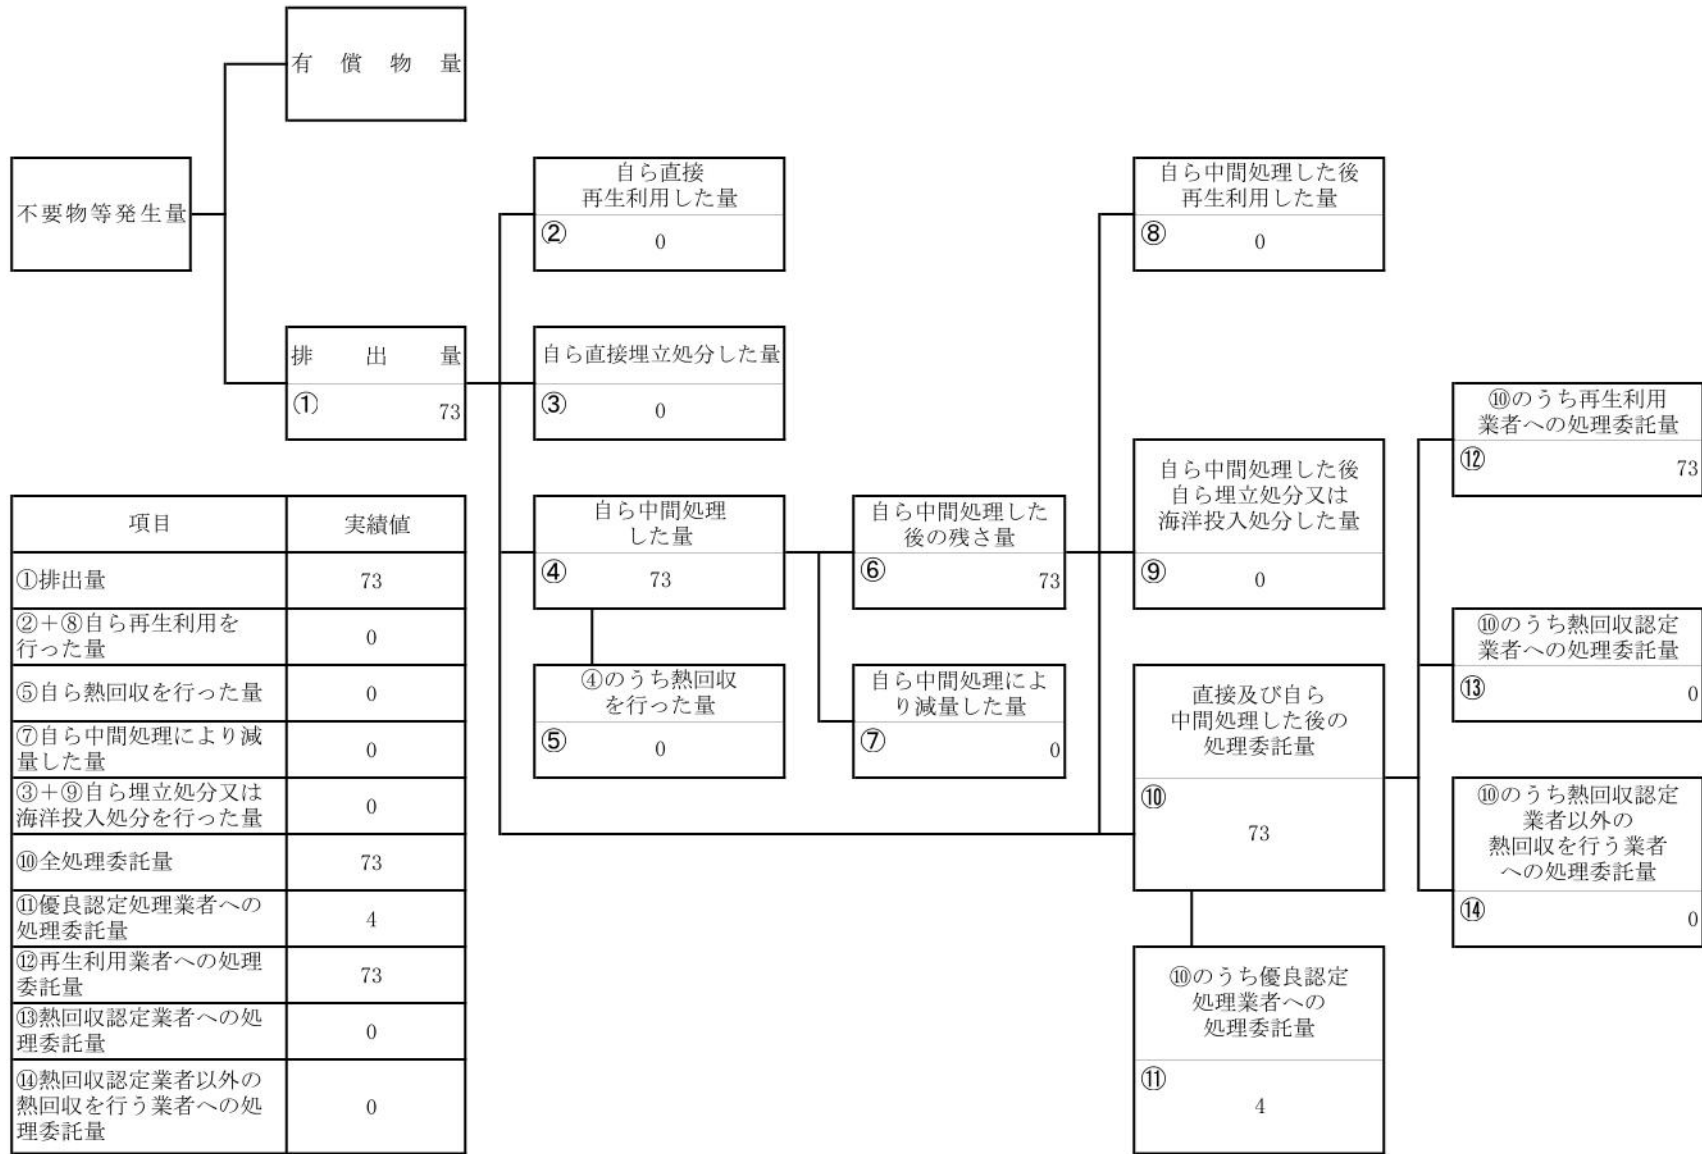 有償物量
不要物等発生量
排出量
① 73
自ら直接
再生利用した量
② 0
自ら直接埋立処分した量
③ 0
自ら中間処理
した量
④ 73
④のうち熱回収
を行った量
⑤ 0
自ら中間処理した
後の残さ量
⑥ 73
自ら中間処理によ
り減量した量
⑦ 0
自ら中間処理した後
再生利用した量
⑧ 0
自ら中間処理した後
自ら埋立処分又は
海洋投入処分した量
⑨ 0
直接及び自ら
中間処理した後の
処理委託量
⑩
73
⑩のうち優良認定
処理業者への
処理委託量
⑪
4
⑩のうち再生利用
業者への処理委託量
⑫ 73
⑩のうち熱回収認定
業者への処理委託量
⑬ 0
⑩のうち熱回収認定
業者以外の
熱回収を行う業者
への処理委託量
⑭ 0
項目 実績値
①排出量 73
②＋⑧自ら再生利用を
行った量 0
⑤自ら熱回収を行った量 0
⑦自ら中間処理により減
量した量 0
③＋⑨自ら埋立処分又は
海洋投入処分を行った量 0
⑩全処理委託量 73
⑪優良認定処理業者への
処理委託量 4
⑫再生利用業者への処理
委託量 73
⑬熱回収認定業者への処
理委託量 0
⑭熱回収認定業者以外の
熱回収を行う業者への処
理委託量 0